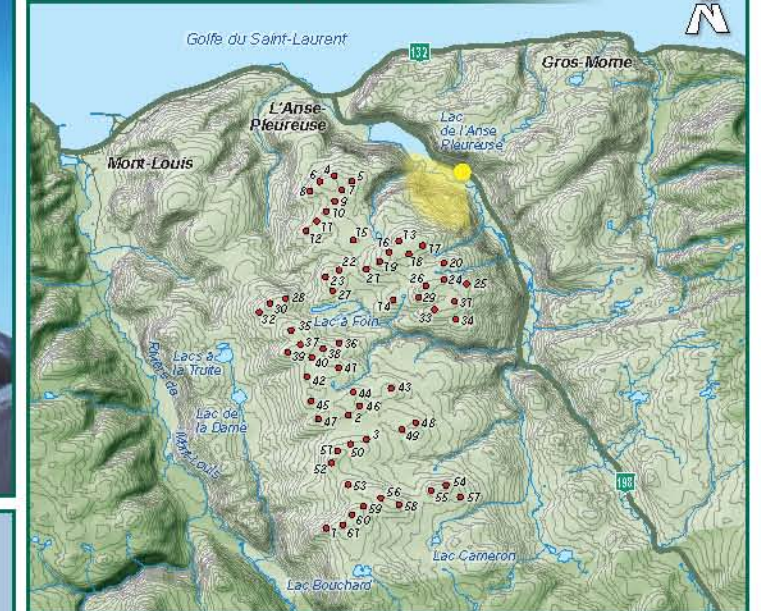 Golfe du Saint-Laurent
132
Gros-Morne
L'Anse-
Pleureuse
Lac
de l'Anse
Pleureuse
Mont-Louis
6 4 5
8 7
9
10
11
12
15 16 13
17
18
19
20
22
21
23
26 24 25
27
28
30
32
14
29
31
33
34
Lac à Foin
35
37 36
39 38
40
41
42
Lacs à
la Truite
Rivière de
Mont-Louis
Lac de
la Dame
44 43
45 46
47 2
48
49
3
51 50
52
53
54
55 57
56
58
59
60
1 61
198
Lac Cameron
Lac Bouchard